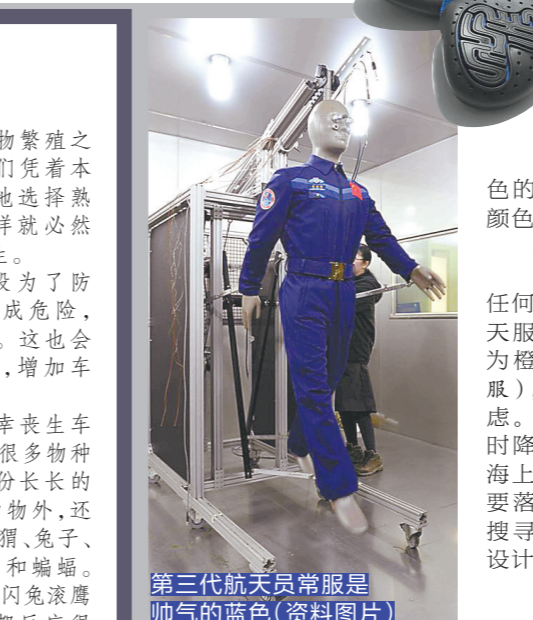 物繁殖之
们凭着本
地选择熟
样就必然
生。
设为了防
成危险,
。这也会
,增加车
幸丧生车
很多物种
份长长的
物外,还
猬、兔子、
和蝙蝠。
闪兔滚鹰
第三代航天员常服是
帅气的蓝色(资料图片)
色的
颜色
任何
天服
为橙
服)
虑。
时降
海上
要落
搜寻
设计